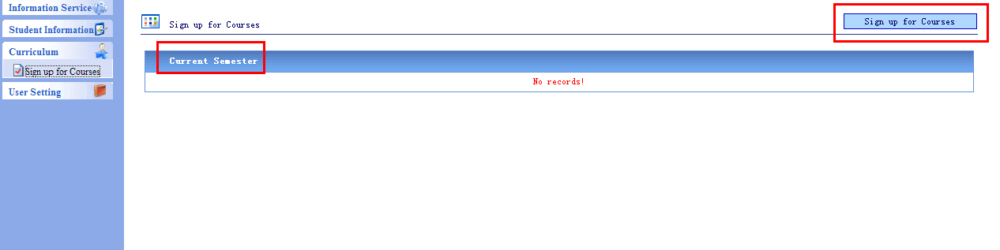 Information Service
Student Information
Curriculum
Sign up for Courses
User Setting
Sign up for Courses
Sign up for Courses
Current Semester
No records!